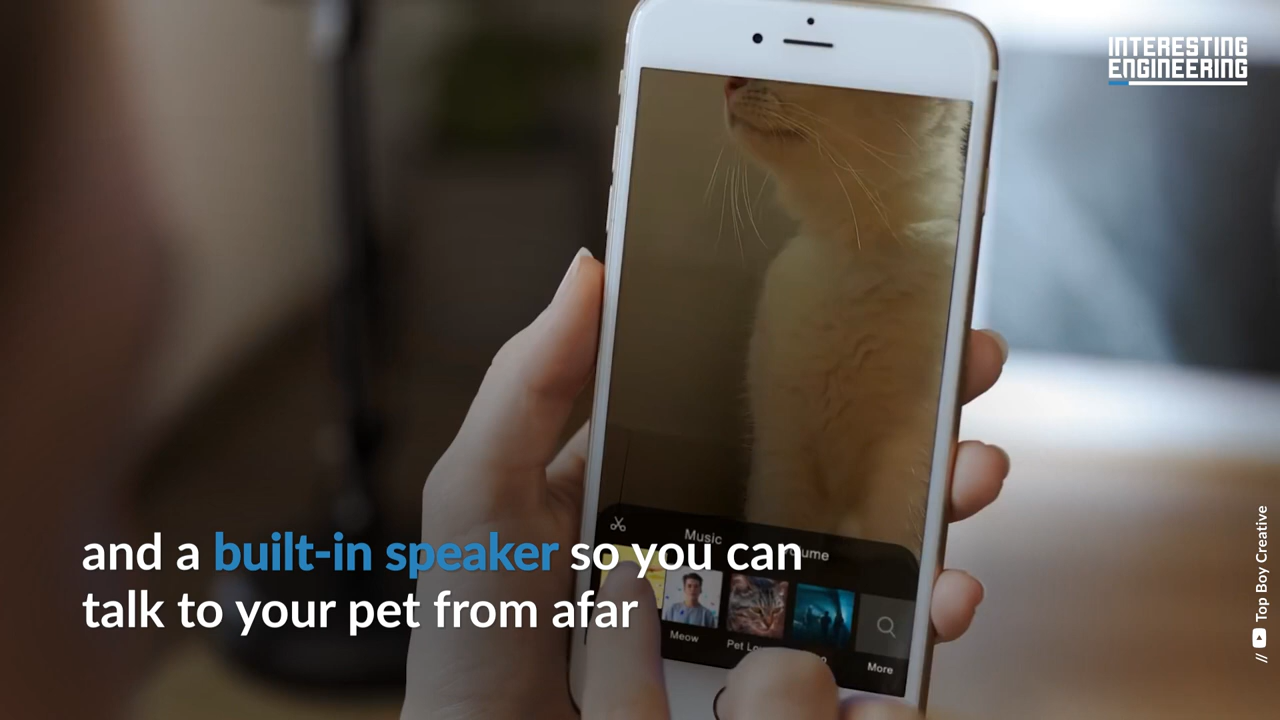 INTERESTING
ENGINEERING
and a built-in speaker so you can
talk to your pet from afar
Music
Meow
More
// Top Boy Creative